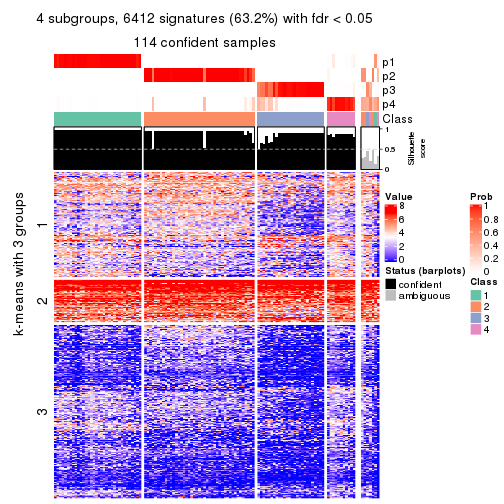 4 subgroups, 6412 signatures (63.2%) with fdr < 0.05
114 confident samples
p1
p2
p3
p4
Class
1
0.5
0
Silhouette
score
k-means with 3 groups
1
2
3
Value
8
6
4
2
0
Status (barplots)
confident
ambiguous
Prob
1
0.8
0.6
0.4
0.2
0
Class
1
2
3
4